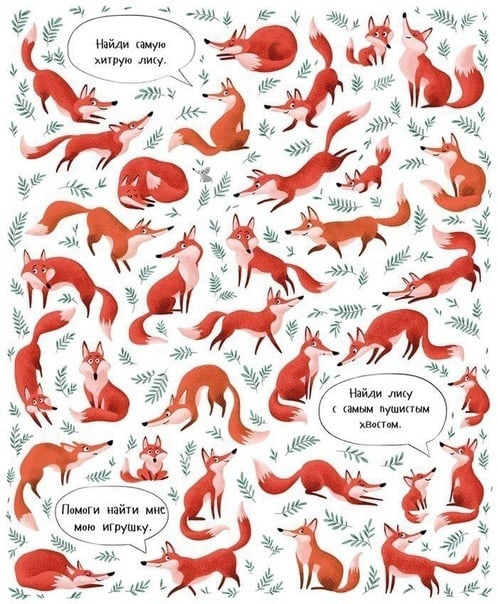 Найди самую
хитрую лису.
Найди лису
с самым пушистым
хвостом.
Помоги найти мне
мою игрушку.